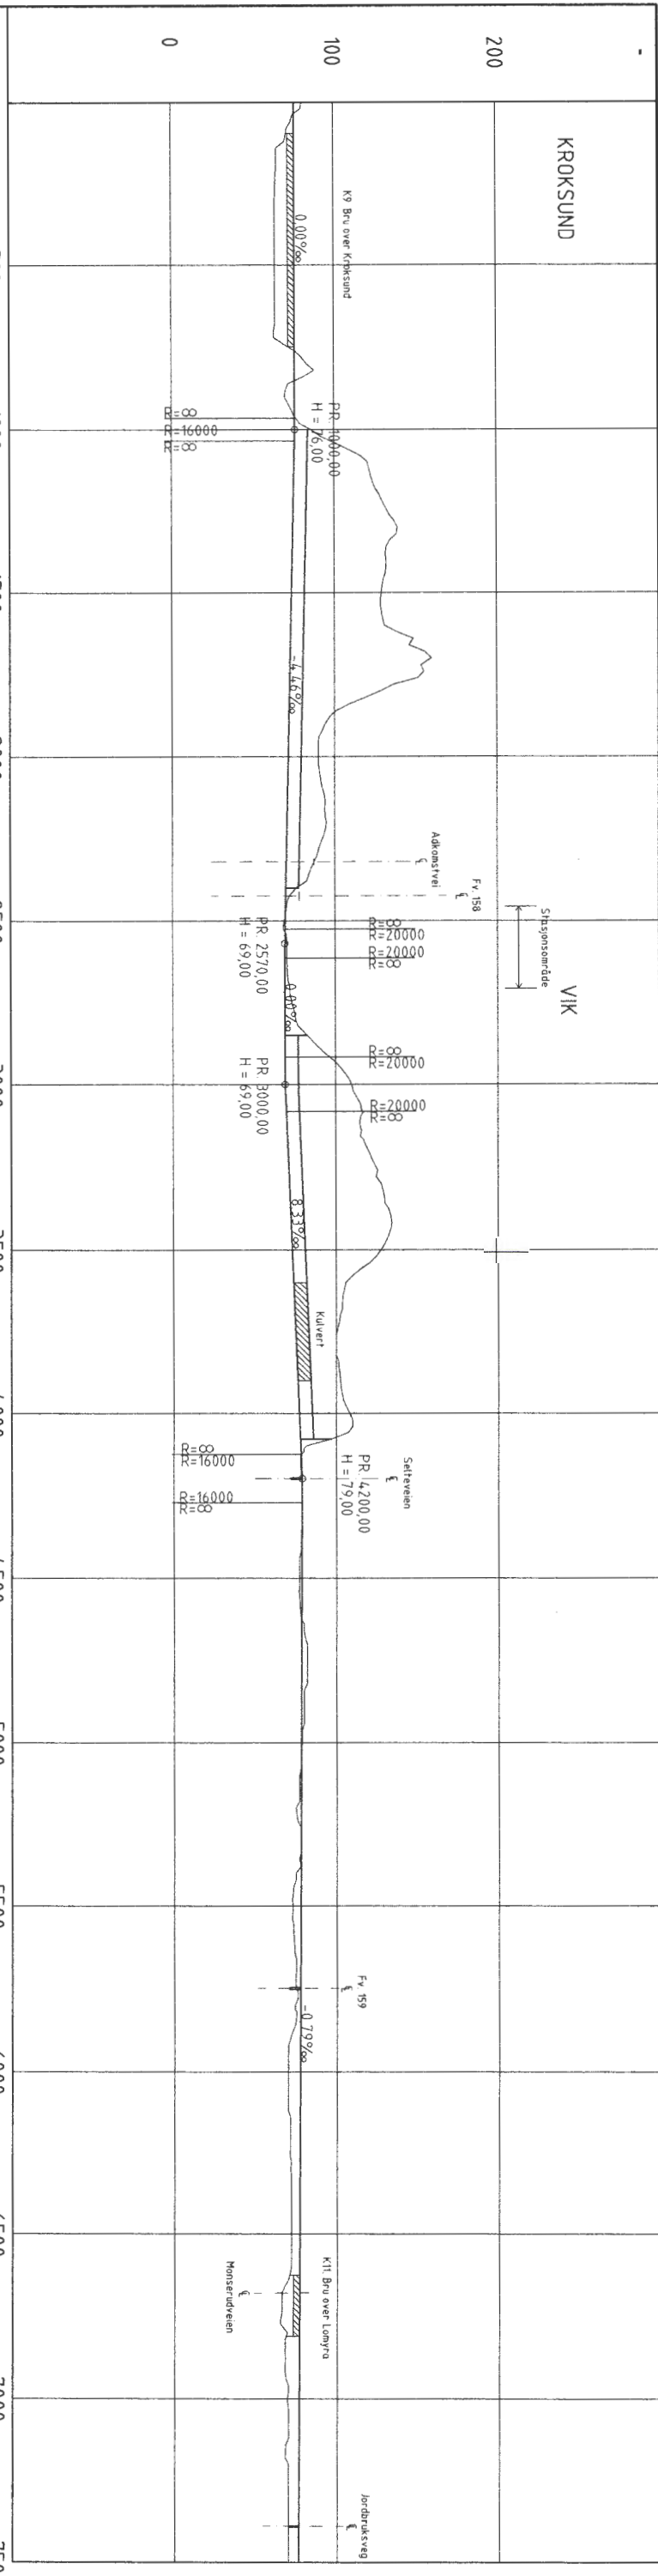 0
100
200
KROKSUND
K9 Bru over Kroksund
0,00‰
R=∞
R=16000
R=∞
PR. 1000,00
H = 76,00
-4,46‰
Adkomstvei
Fv. 158
Stasjonsområde
VIK
R=∞
R=20000
R=20000
R=∞
PR. 2570,00
H = 69,00
0,00‰
R=∞
R=20000
R=20000
R=∞
PR. 3000,00
H = 69,00
8,33‰
Kulvert
R=∞
R=16000
R=16000
R=∞
PR. 4200,00
H = 79,00
Selteveien
Fv. 159
-0,79‰
K11. Bru over Lomyra
Monserudveien
Jordbruksveg